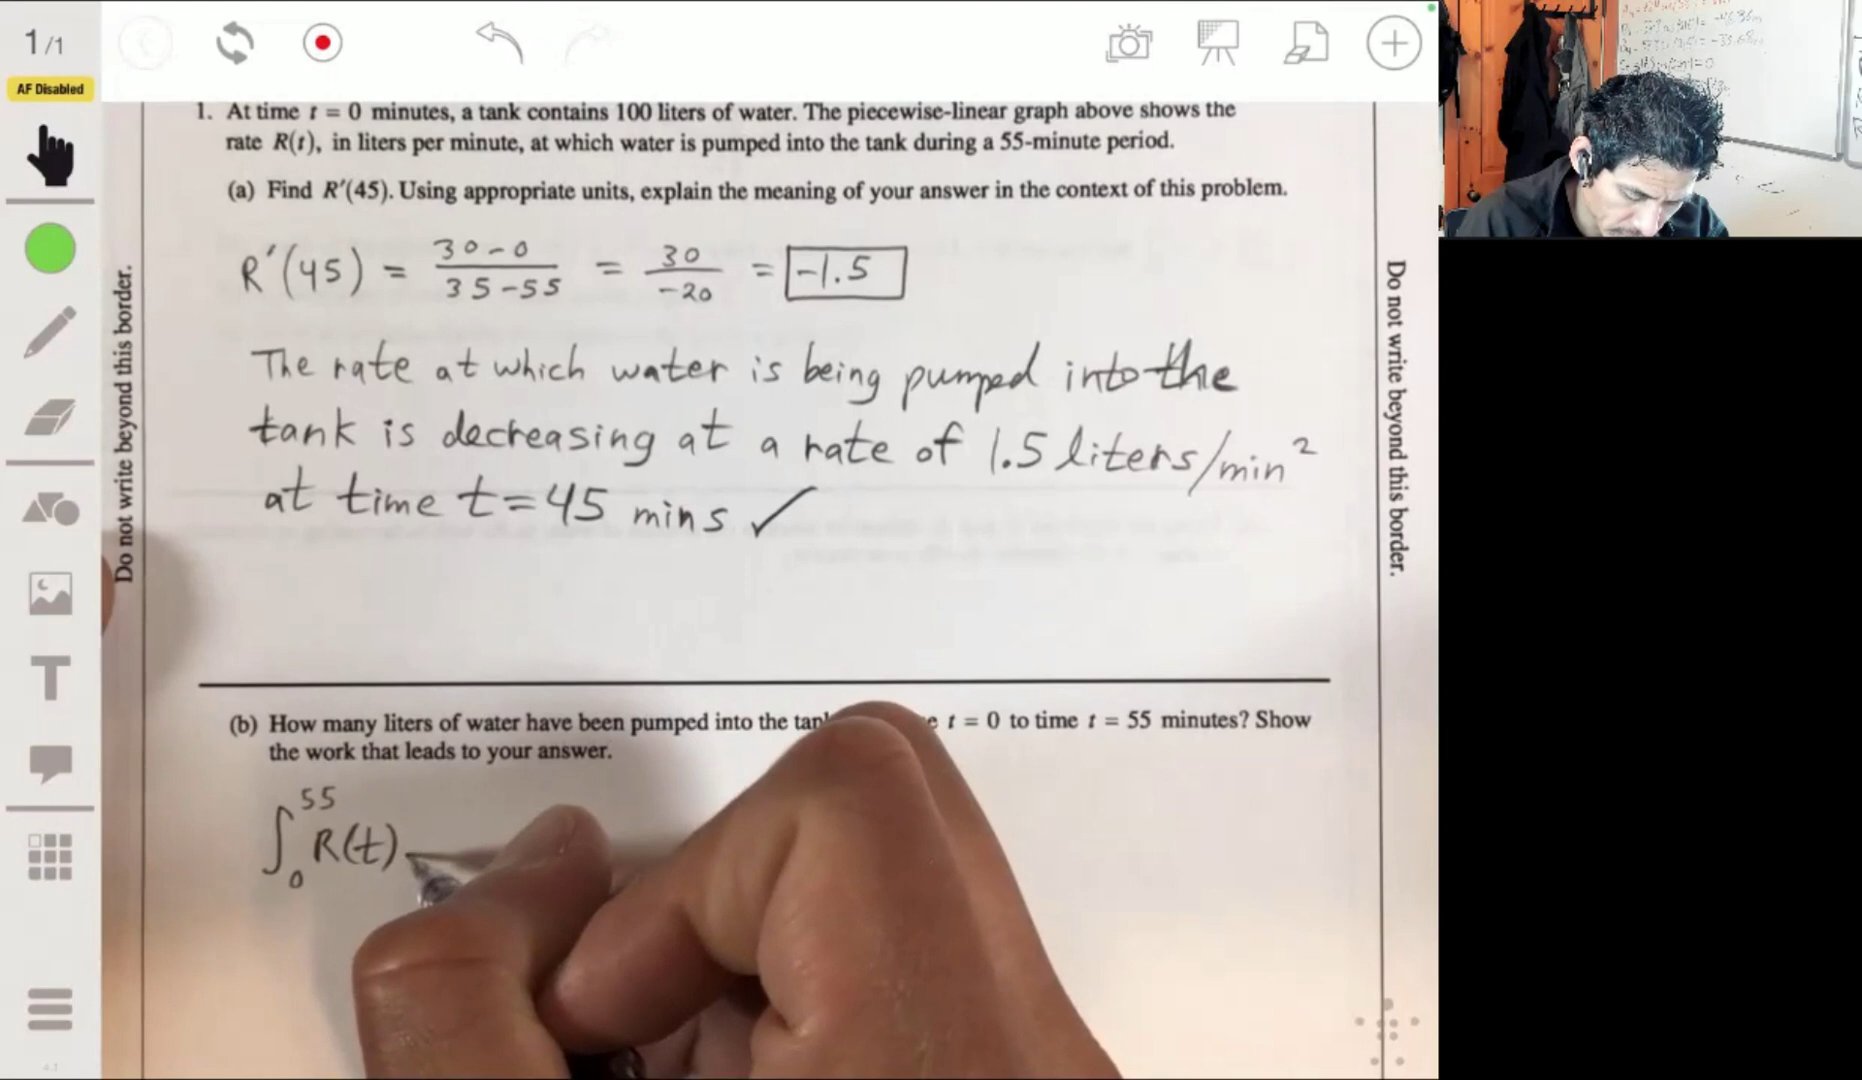 1/1
AF Disabled
1. At time t = 0 minutes, a tank contains 100 liters of water. The piecewise-linear graph above shows the
rate R(t), in liters per minute, at which water is pumped into the tank during a 55-minute period.
(a) Find R′(45). Using appropriate units, explain the meaning of your answer in the context of this problem.
R′(45) = 30-0/35-55 = 30/-20 = -1.5
The rate at which water is being pumped into the
tank is decreasing at a rate of 1.5 liters/min²
at time t=45 mins ✓
(b) How many liters of water have been pumped into the t = 0 to time t = 55 minutes? Show
the work that leads to your answer.
∫₀⁵⁵ R(t)
Do not write beyond this border.
Do not write beyond this border.
T